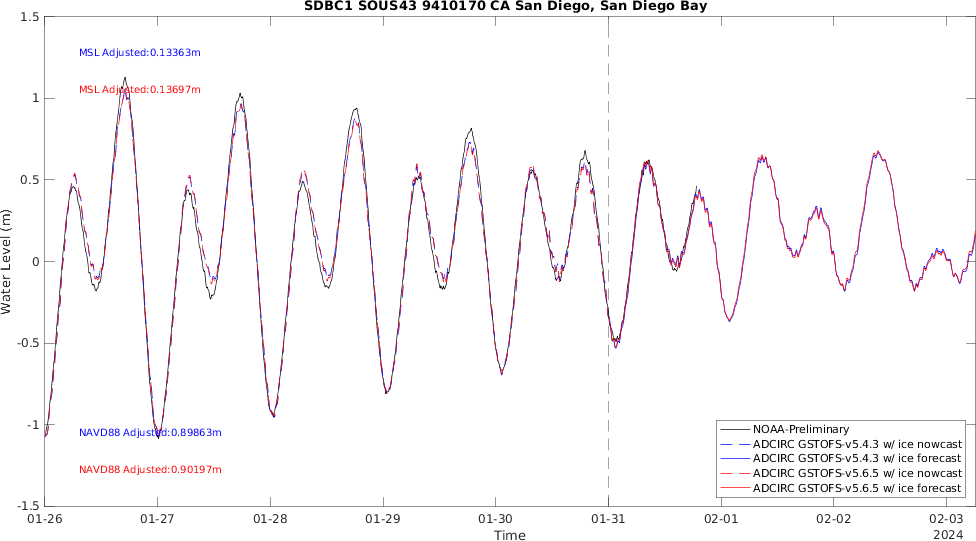 SDBC1 SOUS43 9410170 CA San Diego, San Diego Bay
1.5
MSL Adjusted:0.13363m
MSL Adjusted:0.13697m
1
0.5
0
-0.5
-1
-1.5
Water Level (m)
NAVD88 Adjusted:0.89863m
NAVD88 Adjusted:0.90197m
NOAA-Preliminary
ADCIRC GSTOFS-v5.4.3 w/ ice nowcast
ADCIRC GSTOFS-v5.4.3 w/ ice forecast
ADCIRC GSTOFS-v5.6.5 w/ ice nowcast
ADCIRC GSTOFS-v5.6.5 w/ ice forecast
01-26 01-27 01-28 01-29 01-30 01-31 02-01 02-02 02-03
Time
2024